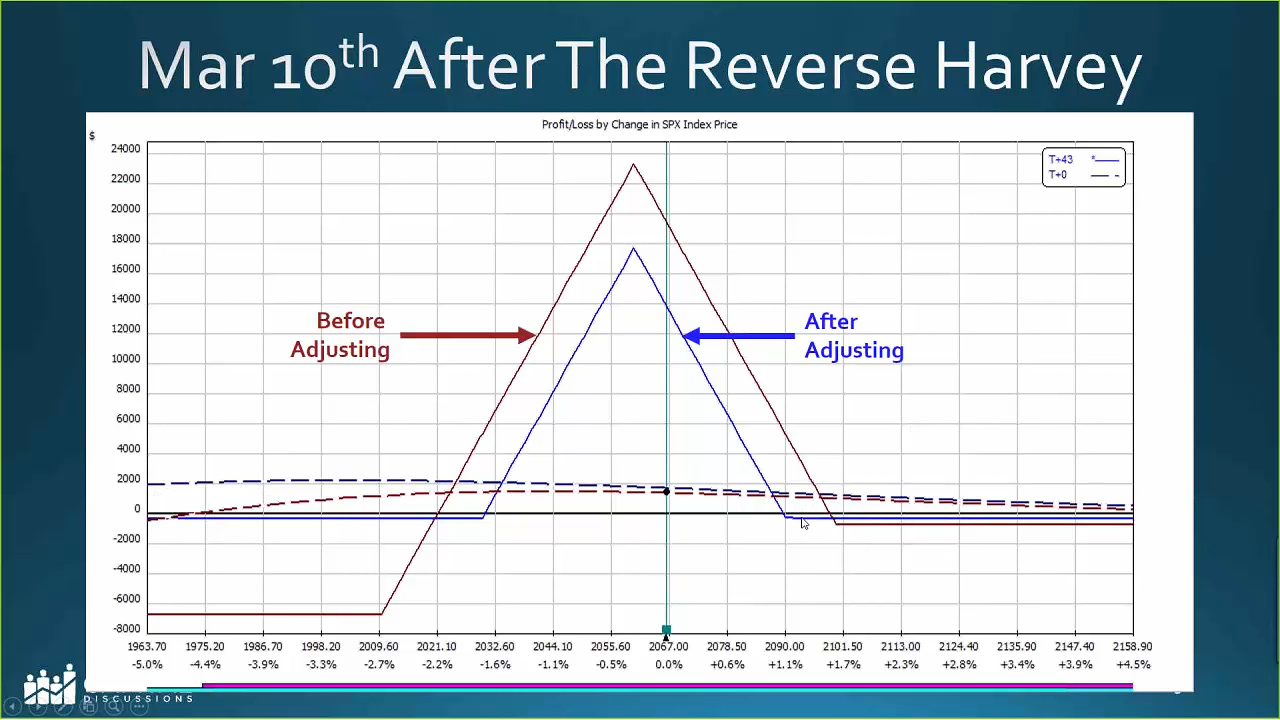 Mar 10th After The Reverse Harvey
Profit/Loss by Change in SPX Index Price
$
T+43 *
T+0
24000
22000
20000
18000
16000
14000
12000
10000
8000
6000
4000
2000
0
-2000
-4000
-6000
-8000
Before
Adjusting
After
Adjusting
1963.70 1975.20 1986.70 1998.20 2009.60 2021.10 2032.60 2044.10 2055.60 2067.00 2078.50 2090.00 2101.50 2113.00 2124.40 2135.90 2147.40 2158.90
-5.0% -4.4% -3.9% -3.3% -2.7% -2.2% -1.6% -1.1% -0.5% 0.0% +0.6% +1.1% +1.7% +2.3% +2.8% +3.4% +3.9% +4.5%
DISCUSSIONS